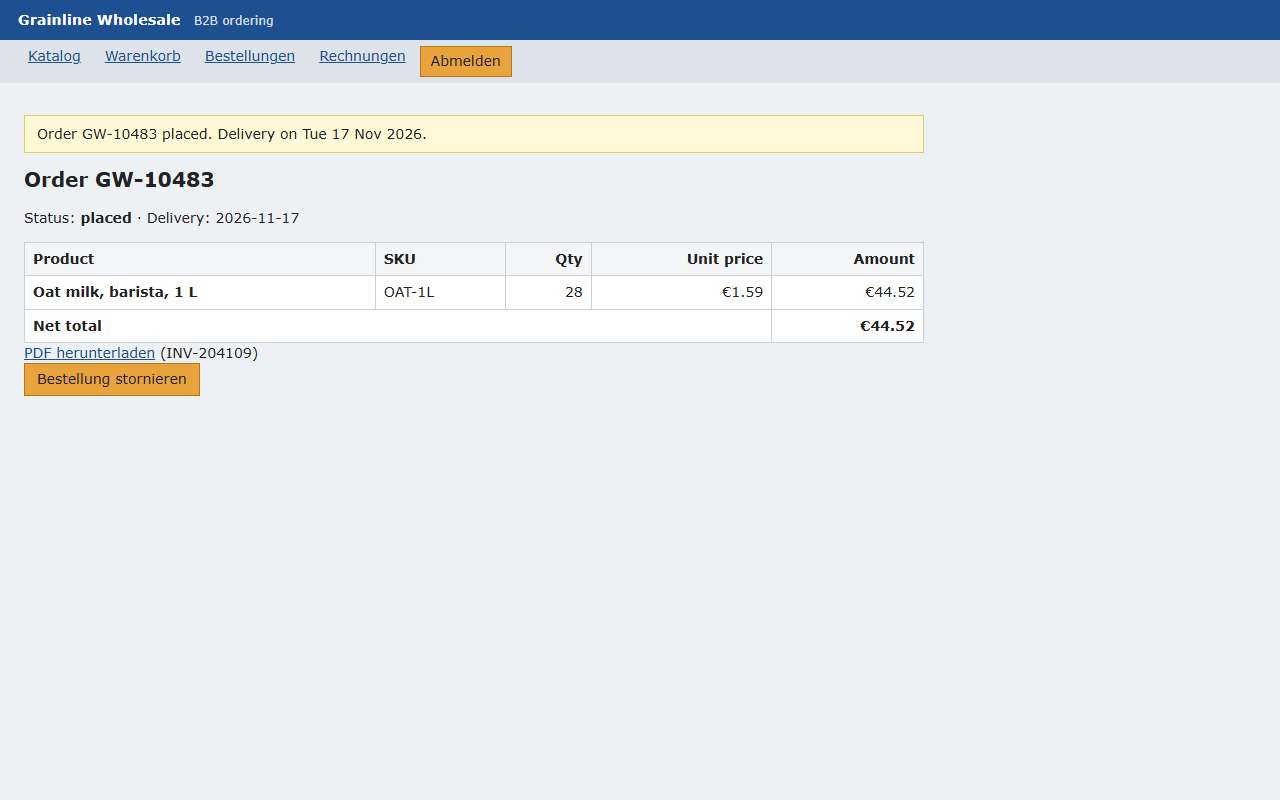 Grainline Wholesale B2B ordering
Katalog Warenkorb Bestellungen Rechnungen Abmelden
Order GW-10483 placed. Delivery on Tue 17 Nov 2026.
Order GW-10483
Status: placed · Delivery: 2026-11-17
Product SKU Qty Unit price Amount
Oat milk, barista, 1 L OAT-1L 28 €1.59 €44.52
Net total €44.52
PDF herunterladen (INV-204109)
Bestellung stornieren